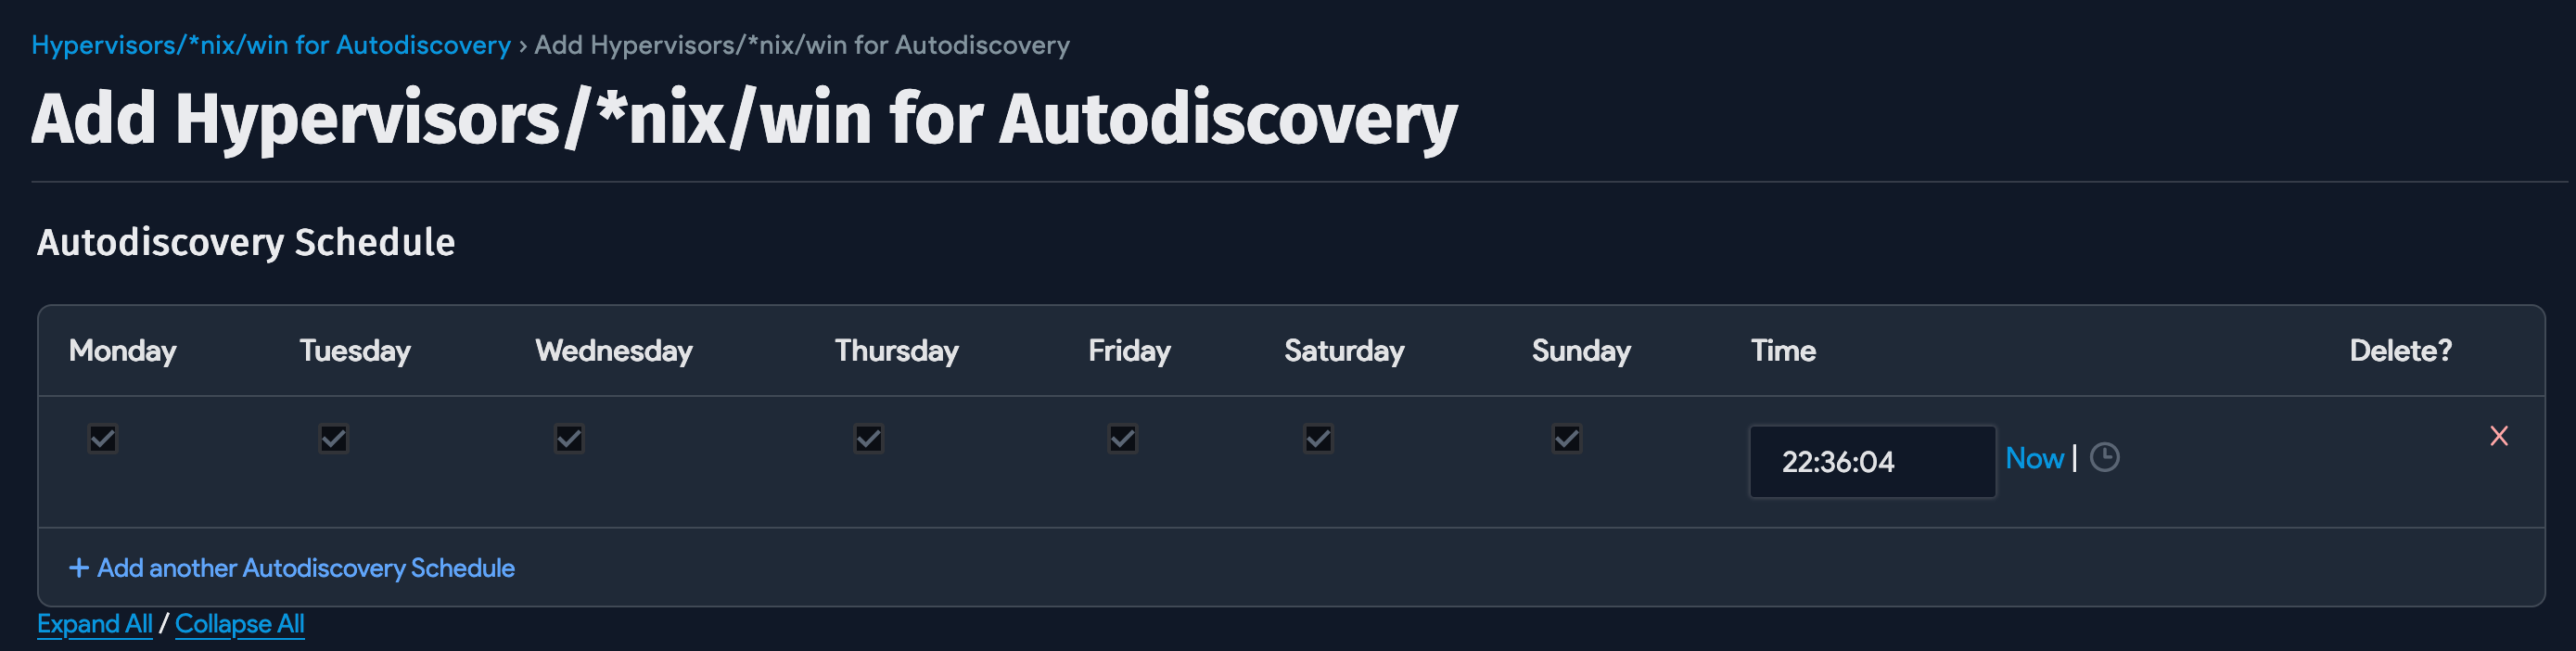 Hypervisors/*nix/win for Autodiscovery › Add Hypervisors/*nix/win for Autodiscovery
Add Hypervisors/*nix/win for Autodiscovery
Autodiscovery Schedule
Monday Tuesday Wednesday Thursday Friday Saturday Sunday Time Delete?
22:36:04 Now |
+ Add another Autodiscovery Schedule
Expand All / Collapse All